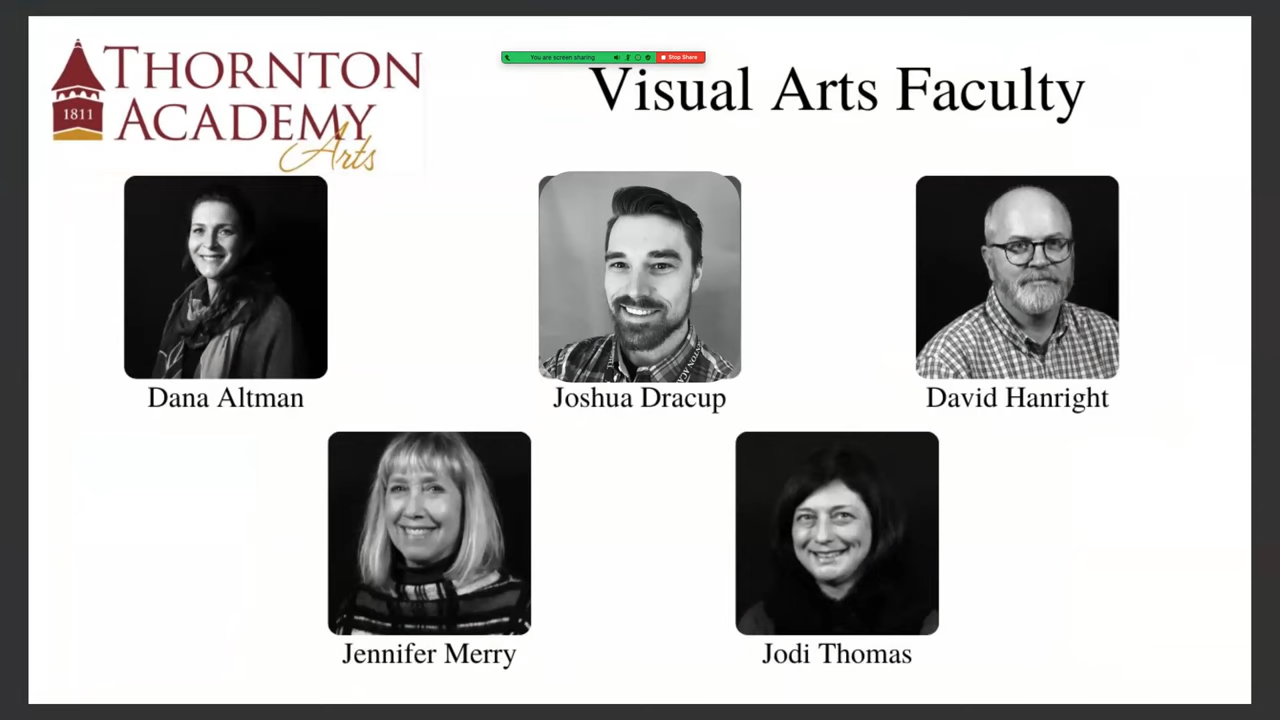 THORNTON
ACADEMY
1811
Arts
You are screen sharing
Stop Share
Visual Arts Faculty
Dana Altman
Joshua Dracup
David Hanright
Jennifer Merry
Jodi Thomas